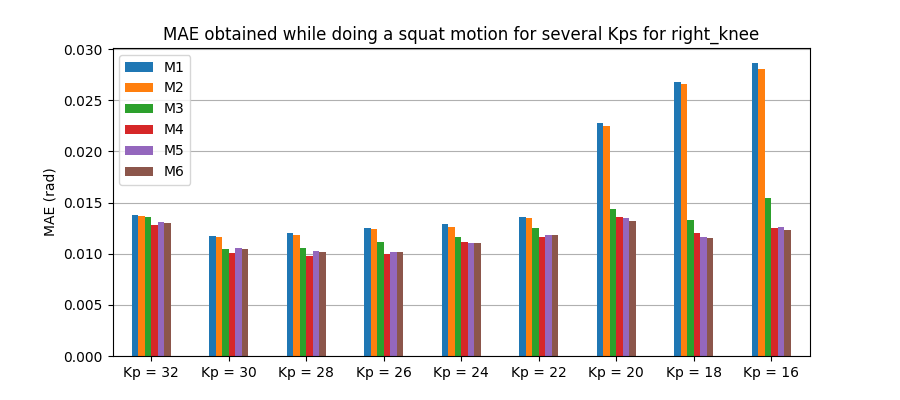 MAE obtained while doing a squat motion for several Kps for right_knee
MAE (rad)
0.030
0.025
0.020
0.015
0.010
0.005
0.000
M1
M2
M3
M4
M5
M6
Kp = 32 Kp = 30 Kp = 28 Kp = 26 Kp = 24 Kp = 22 Kp = 20 Kp = 18 Kp = 16